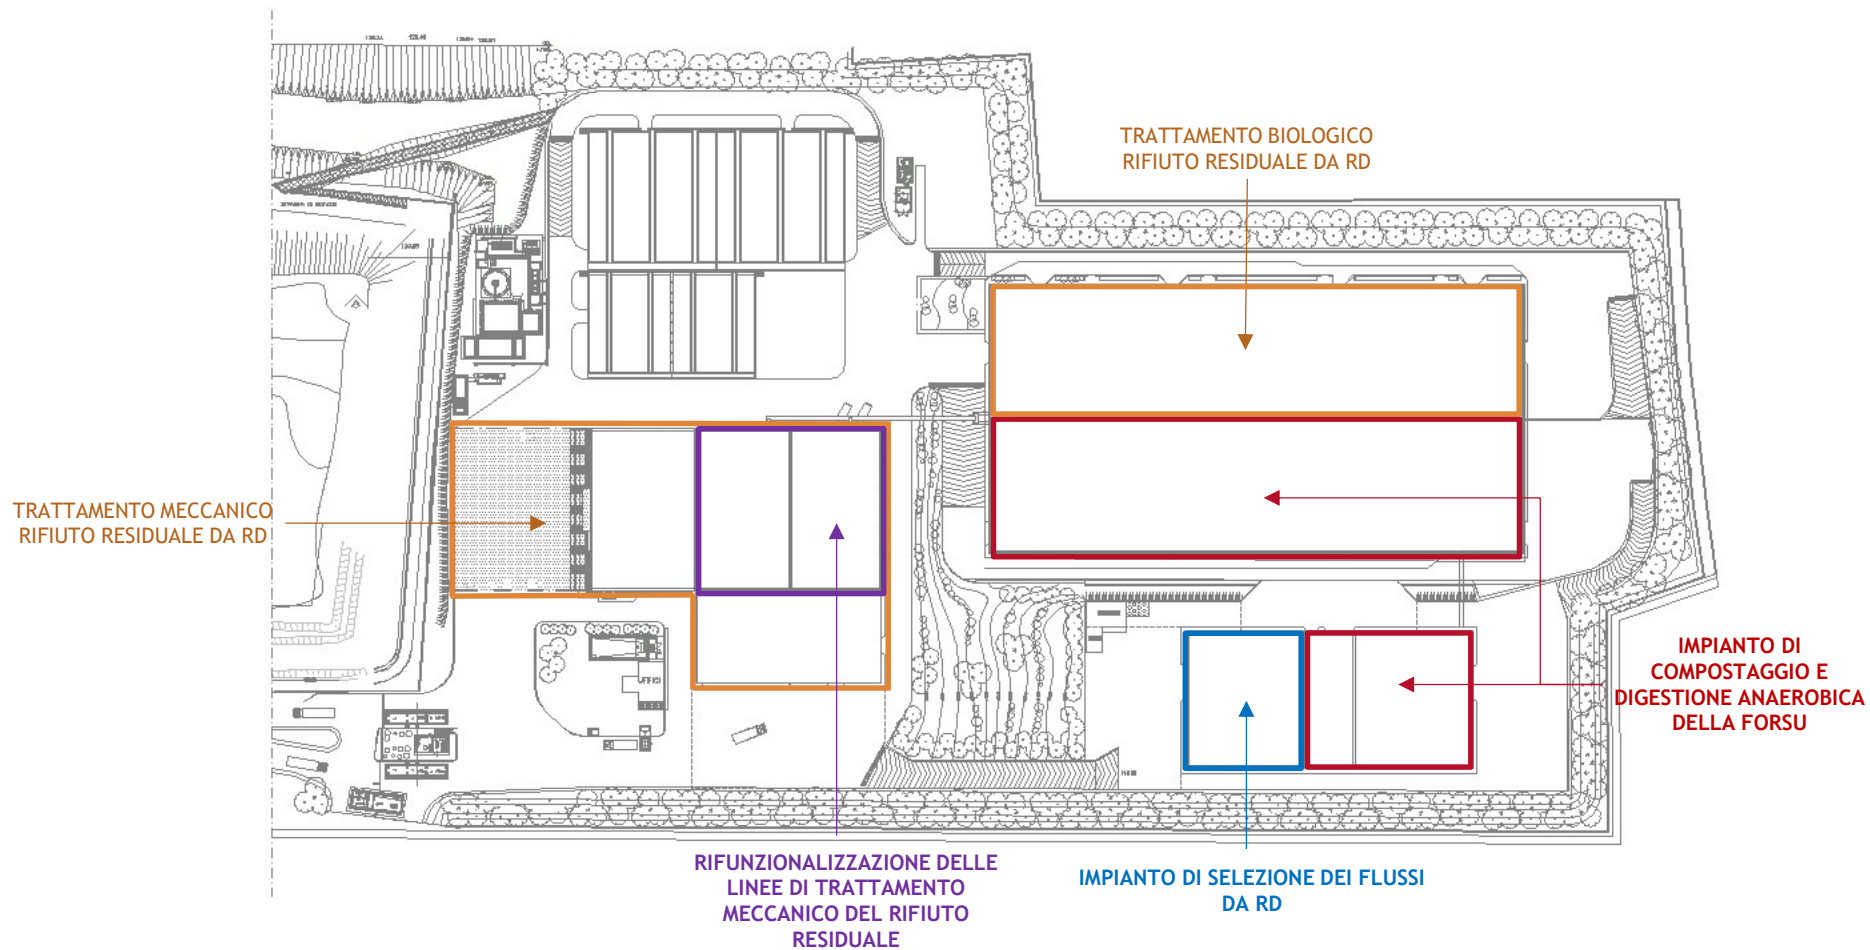 TRATTAMENTO BIOLOGICO
RIFIUTO RESIDUALE DA RD
TRATTAMENTO MECCANICO
RIFIUTO RESIDUALE DA RD
UFFICI
IMPIANTO DI
COMPOSTAGGIO E
DIGESTIONE ANAEROBICA
DELLA FORSU
RIFUNZIONALIZZAZIONE DELLE
LINEE DI TRATTAMENTO
MECCANICO DEL RIFIUTO
RESIDUALE
IMPIANTO DI SELEZIONE DEI FLUSSI
DA RD